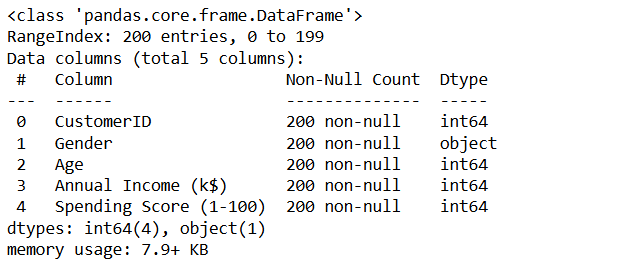 <class 'pandas.core.frame.DataFrame'>
RangeIndex: 200 entries, 0 to 199
Data columns (total 5 columns):
 #   Column                  Non-Null Count  Dtype
---  ------                  --------------  -----
 0   CustomerID              200 non-null    int64
 1   Gender                  200 non-null    object
 2   Age                     200 non-null    int64
 3   Annual Income (k$)      200 non-null    int64
 4   Spending Score (1-100)  200 non-null    int64
dtypes: int64(4), object(1)
memory usage: 7.9+ KB